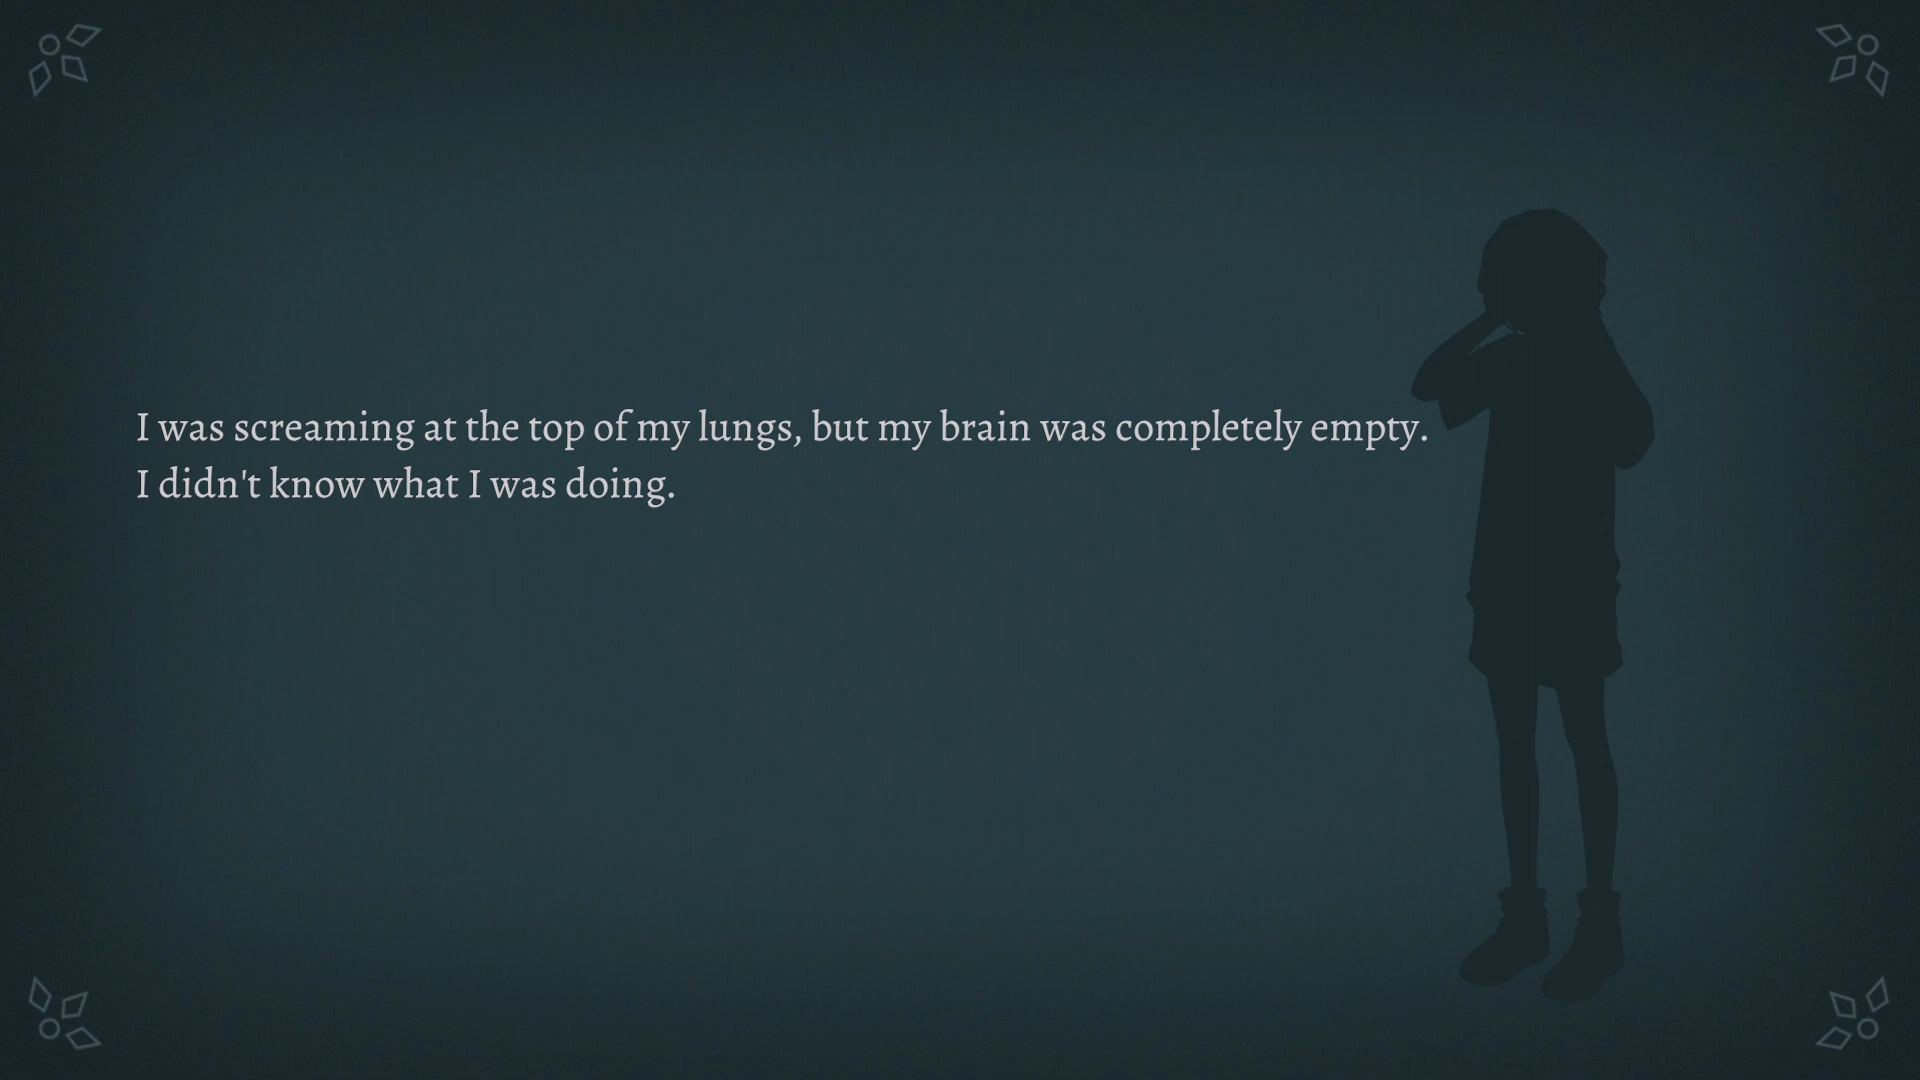 I was screaming at the top of my lungs, but my brain was completely empty.
I didn't know what I was doing.